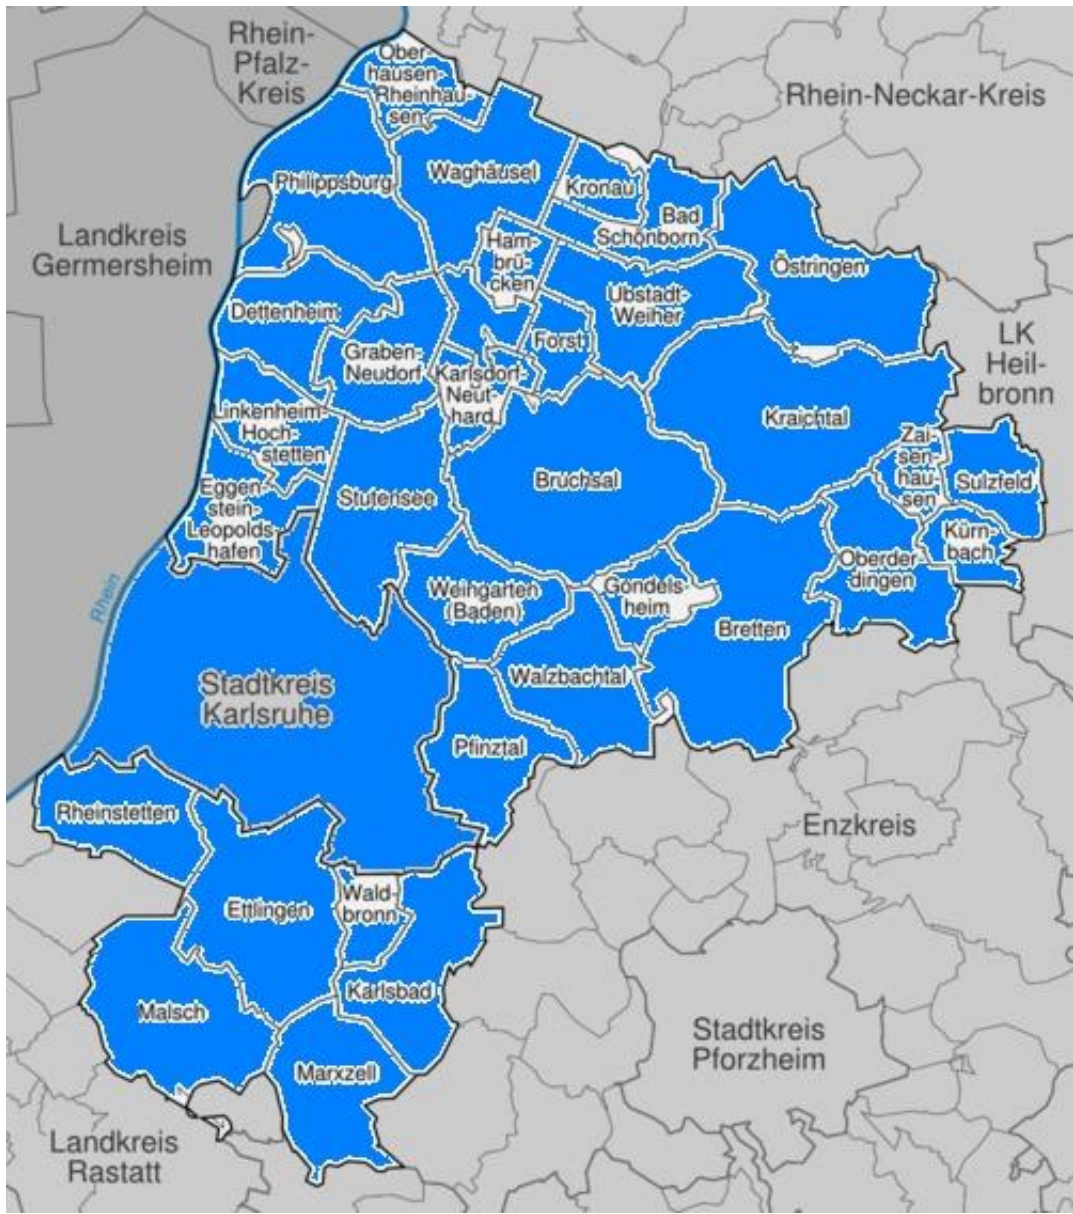 Rhein-
Pfalz-
Kreis
Ober-
hausen-
Rheinhau-
sen
Rhein-Neckar-Kreis
Waghäusel
Philippsburg
Kronau
Bad
Schönborn
Landkreis
Germersheim
Ham-
brü-
cken
Östringen
Dettenheim
Ubstadt-
Weiher
Forst
LK
Heil-
bronn
Graben-
Neudorf
Karlsdorf-
Neut-
hard
Linkenheim-
Hoch-
stetten
Kraichtal
Zai-
sen-
hau-
sen
Sulzfeld
Bruchsal
Stutensee
Eggen-
stein-
Leopolds-
hafen
Kürn-
bach
Oberder
dingen
Rhein
Weingarten
(Baden)
Gondels-
heim
Bretten
Walzbachtal
Stadtkreis
Karlsruhe
Pfinztal
Rheinstetten
Enzkreis
Wald-
bronn
Ettlingen
Karlsbad
Malsch
Stadtkreis
Pforzheim
Marxzell
Landkreis
Rastatt